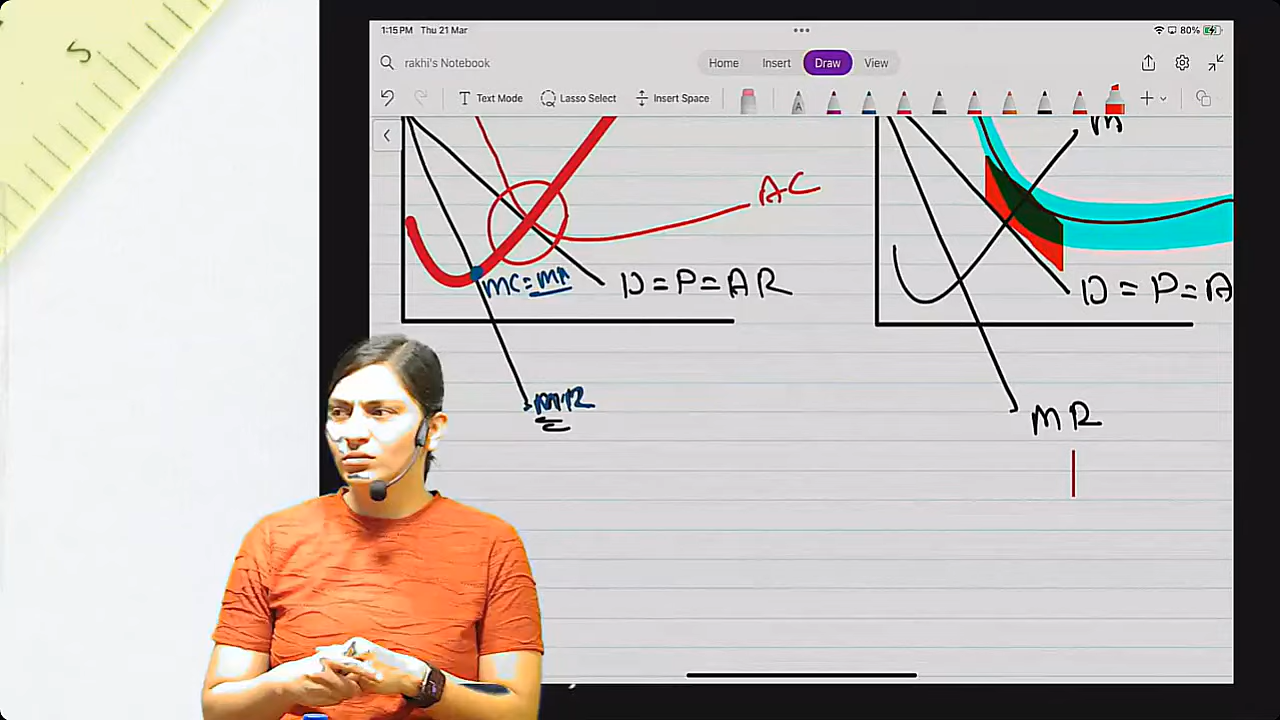 5
1:15 PM Thu 21 Mar
80%
rakhi's Notebook
Home Insert Draw View
Text Mode Lasso Select Insert Space
A
AC
MC = MR
D = P = AR
MR
M
D = P = A
MR